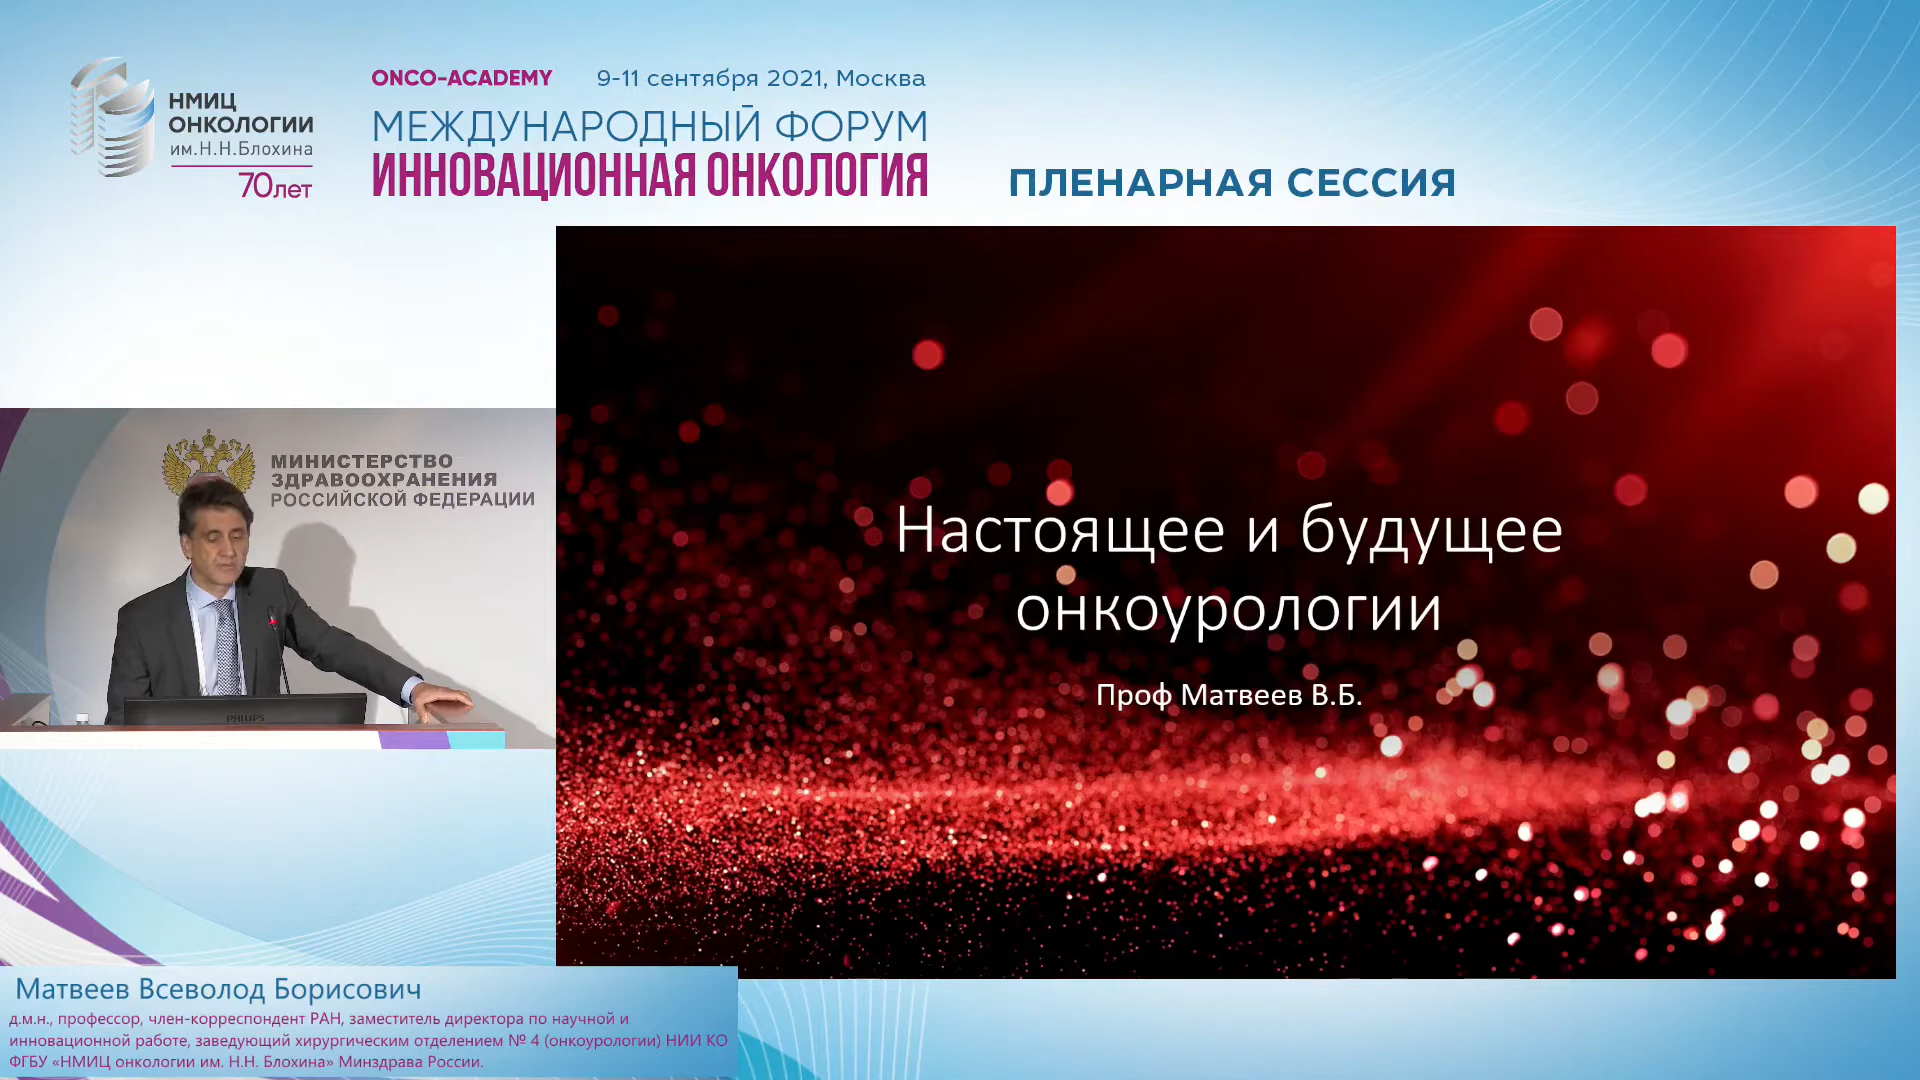 НМИЦ
ОНКОЛОГИИ
им.Н.Н.Блохина
70лет
ONCO-ACADEMY 9-11 сентября 2021, Москва
МЕЖДУНАРОДНЫЙ ФОРУМ
ИННОВАЦИОННАЯ ОНКОЛОГИЯ
ПЛЕНАРНАЯ СЕССИЯ
МИНИСТЕРСТВО
ЗДРАВООХРАНЕНИЯ
РОССИЙСКОЙ ФЕДЕРАЦИИ
PHILIPS
Настоящее и будущее
онкоурологии
Проф Матвеев В.Б.
Матвеев Всеволод Борисович
д.м.н., профессор, член-корреспондент РАН, заместитель директора по научной и
инновационной работе, заведующий хирургическим отделением № 4 (онкоурологии) НИИ КО
ФГБУ «НМИЦ онкологии им. Н.Н. Блохина» Минздрава России.